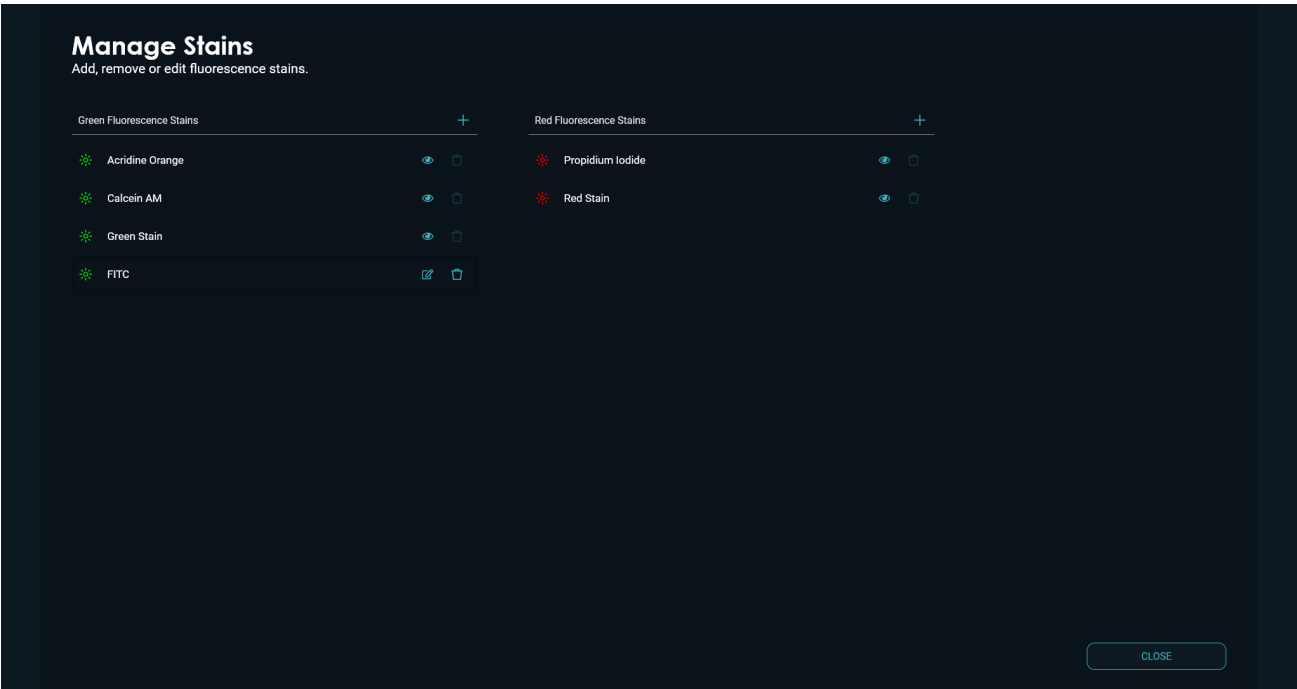 Manage Stains
Add, remove or edit fluorescence stains.
Green Fluorescence Stains
Acridine Orange
Calcein AM
Green Stain
FITC
Red Fluorescence Stains
Propidium Iodide
Red Stain
CLOSE